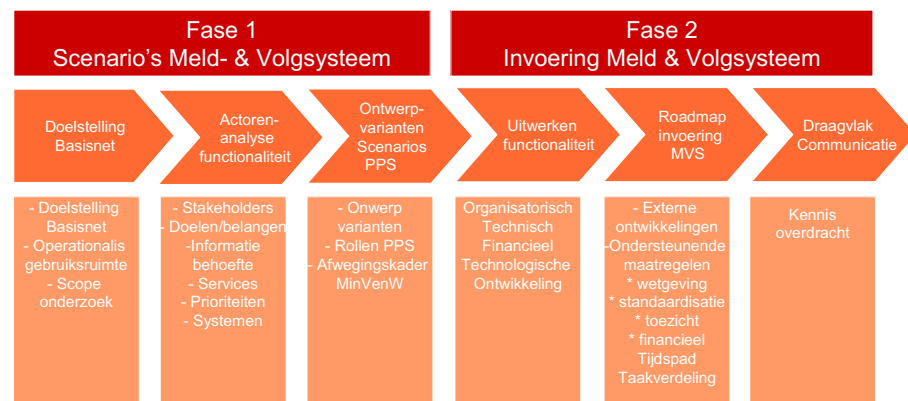 Fase 1
Scenario's Meld- & Volgsysteem
Fase 2
Invoering Meld & Volgsysteem
Doelstelling
Basisnet
Actoren-
analyse
functionaliteit
Ontwerp-
varianten
Scenarios
PPS
Uitwerken
functionaliteit
Roadmap
invoering
MVS
Draagvlak
Communicatie
- Doelstelling
Basisnet
- Operationalis
gebruiksruimte
- Scope
onderzoek
- Stakeholders
- Doelen/belangen
-Informatie
behoefte
- Services
- Prioriteiten
- Systemen
- Onwerp
varianten
- Rollen PPS
- Afwegingskader
MinVenW
Organisatorisch
Technisch
Financieel
Technologische
Ontwikkeling
- Externe
ontwikkelingen
-Ondersteunende
maatregelen
* wetgeving
* standaardisatie
* toezicht
* financieel
Tijdspad
Taakverdeling
Kennis
overdracht